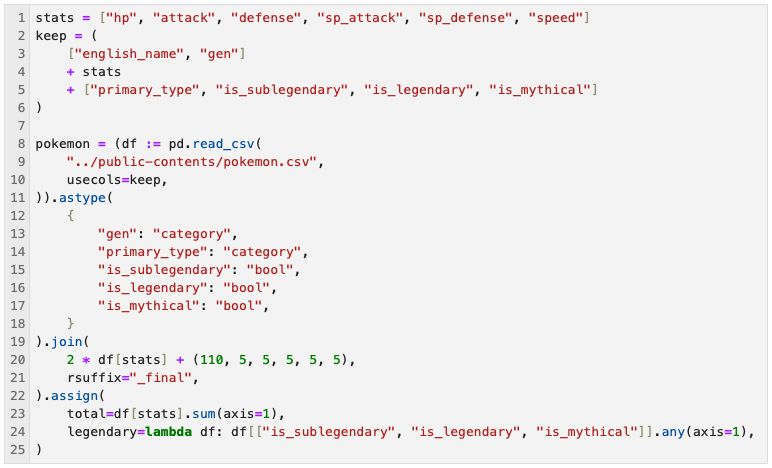 1 stats = ["hp", "attack", "defense", "sp_attack", "sp_defense", "speed"]
2 keep = (
3     ["english_name", "gen"]
4     + stats
5     + ["primary_type", "is_sublegendary", "is_legendary", "is_mythical"]
6 )
7
8 pokemon = (df := pd.read_csv(
9     "../public-contents/pokemon.csv",
10     usecols=keep,
11 )).astype(
12     {
13         "gen": "category",
14         "primary_type": "category",
15         "is_sublegendary": "bool",
16         "is_legendary": "bool",
17         "is_mythical": "bool",
18     }
19 ).join(
20     2 * df[stats] + (110, 5, 5, 5, 5, 5),
21     rsuffix="_final",
22 ).assign(
23     total=df[stats].sum(axis=1),
24     legendary=lambda df: df[["is_sublegendary", "is_legendary", "is_mythical"]].any(axis=1),
25 )